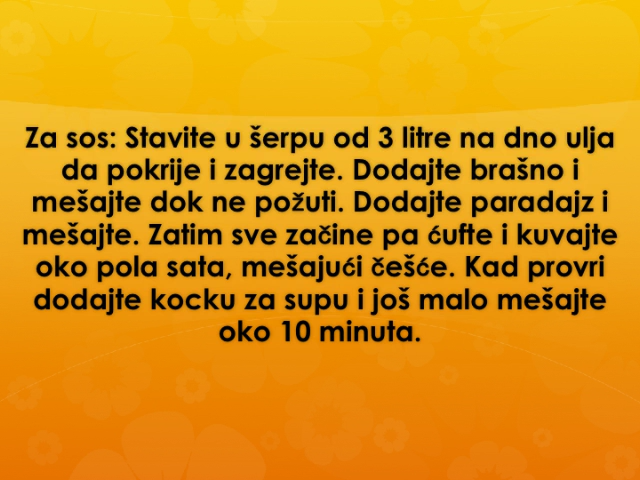 Za sos: Stavite u šerpu od 3 litre na dno ulja
da pokrije i zagrejte. Dodajte brašno i
mešajte dok ne požuti. Dodajte paradajz i
mešajte. Zatim sve začine pa ćufte i kuvajte
oko pola sata, mešajući češće. Kad provri
dodajte kocku za supu i još malo mešajte
oko 10 minuta.